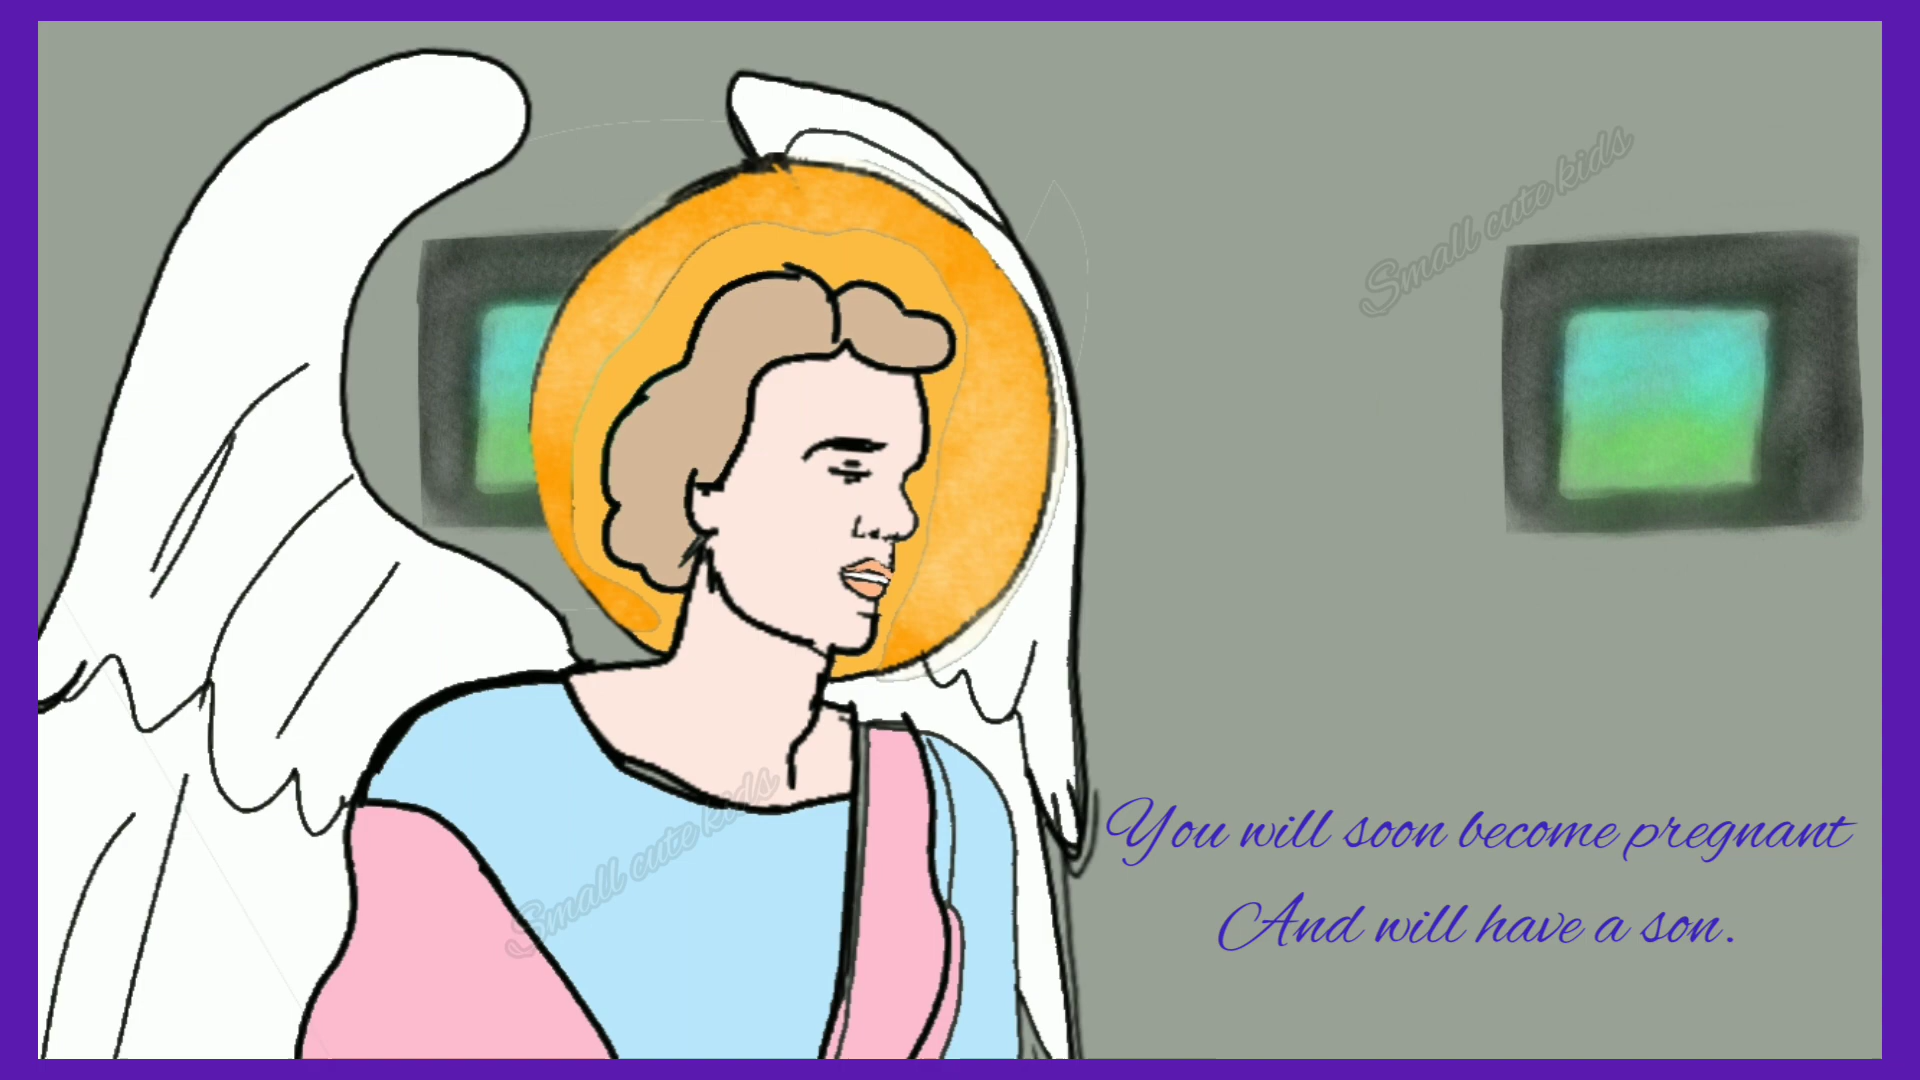 Small cute kids
Small cute kids
You will soon become pregnant
And will have a son.